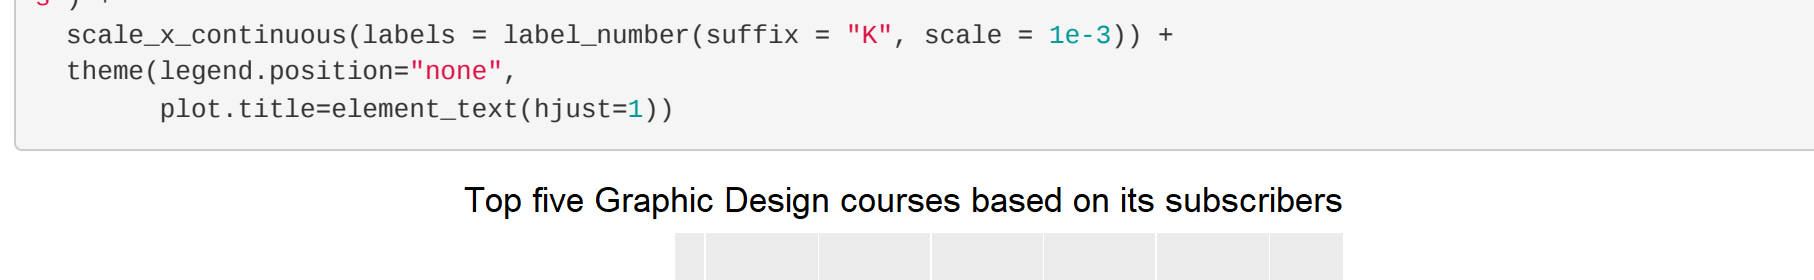 s") +
scale_x_continuous(labels = label_number(suffix = "K", scale = 1e-3)) +
theme(legend.position="none",
plot.title=element_text(hjust=1))
Top five Graphic Design courses based on its subscribers